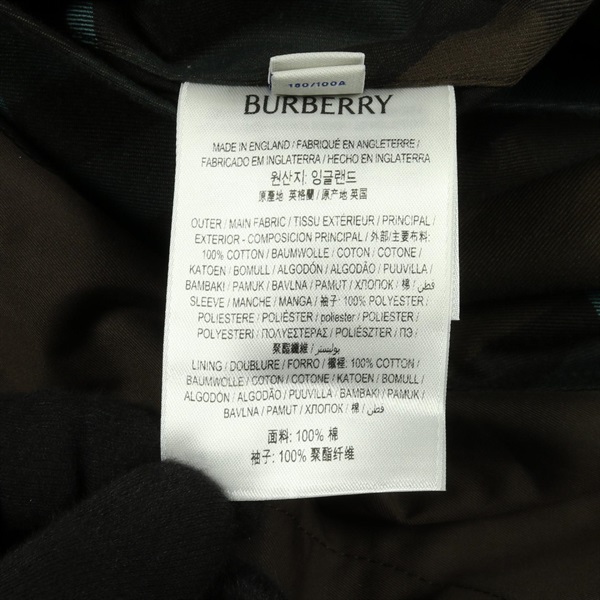 180/100A
BURBERRY
MADE IN ENGLAND / FABRIQUÉ EN ANGLETERRE /
FABRICADO EM INGLATERRA / HECHO EN INGLATERRA
원산지: 잉글랜드
原產地 英格蘭 / 原产地 英国
OUTER / MAIN FABRIC / TISSU EXTÉRIEUR / PRINCIPAL /
EXTERIOR - COMPOSICIÓN PRINCIPAL / 外部/主要布料:
100% COTTON / BAUMWOLLE / COTON / COTONE /
KATOEN / BOMULL / ALGODÓN / ALGODÃO / PUUVILLA /
BAMBAKI / PAMUK / BAVLNA / PAMUT / ХЛОПОК / 棉 / قطن /
SLEEVE / MANCHE / MANGA / 袖子: 100% POLYESTER /
POLIESTERE / POLIÉSTER / poliester / POLIESTER /
POLYESTERI / ΠΟΛΥΕΣΤΕΡΑΣ / POLIÉSZTER / ПЭ /
聚酯纖維 / بوليستر /
LINING / DOUBLURE / FORRO / 襯裡: 100% COTTON /
BAUMWOLLE / COTON / COTONE / KATOEN / BOMULL /
ALGODÓN / ALGODÃO / PUUVILLA / BAMBAKI / PAMUK /
BAVLNA / PAMUT / ХЛОПОК / 棉 / قطن /
面料: 100% 棉
袖子: 100% 聚酯纤维